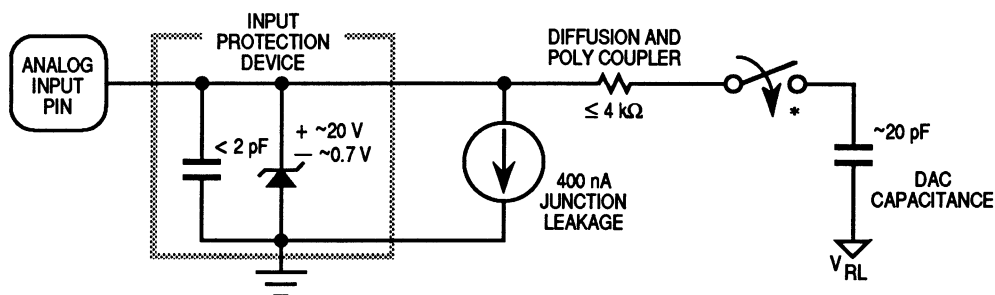 ANALOG
INPUT
PIN
INPUT
PROTECTION
DEVICE
< 2 pF
+ ~20 V
– ~0.7 V
400 nA
JUNCTION
LEAKAGE
DIFFUSION AND
POLY COUPLER
≤ 4 kΩ
*
~20 pF
DAC
CAPACITANCE
VRL